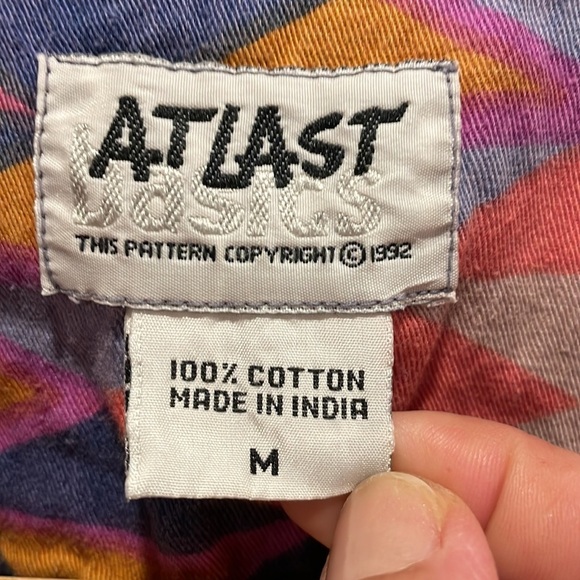 ATLAST
basics
THIS PATTERN COPYRIGHT © 1992
100% COTTON
MADE IN INDIA
M